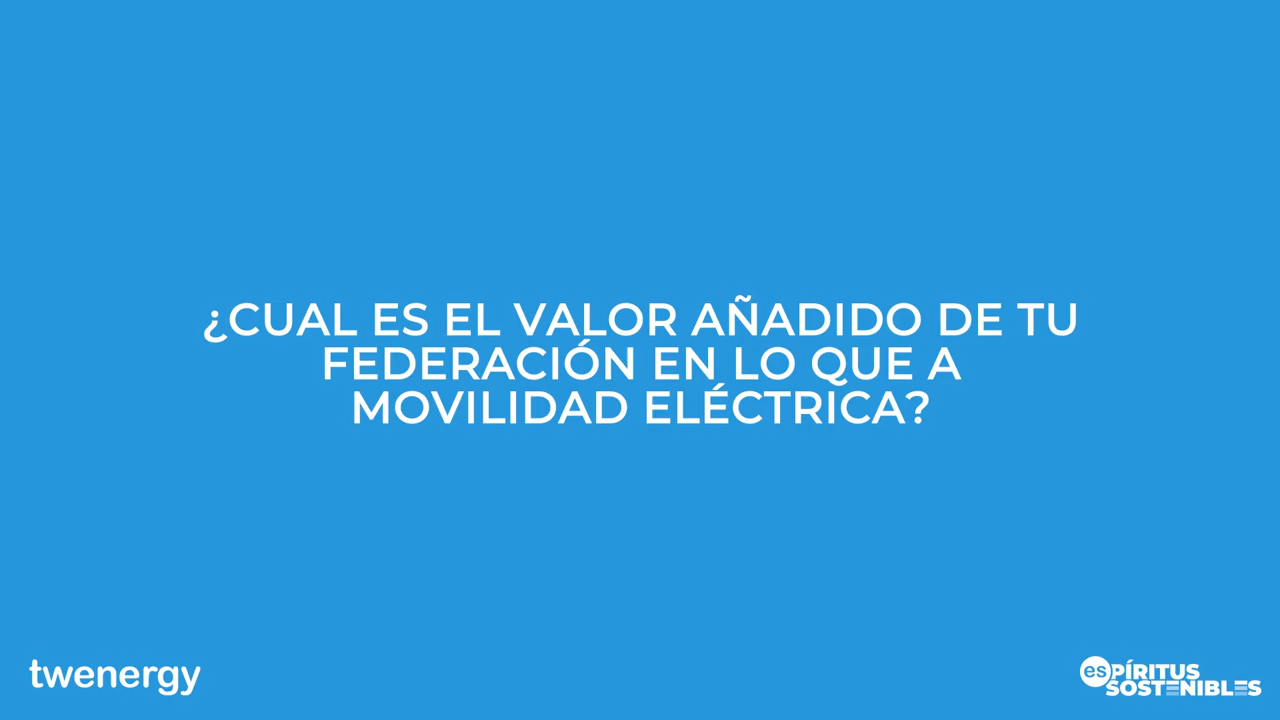 ¿CUAL ES EL VALOR AÑADIDO DE TU
FEDERACIÓN EN LO QUE A
MOVILIDAD ELÉCTRICA?
twenergy
esPÍRITUS
SOSTENIBLES